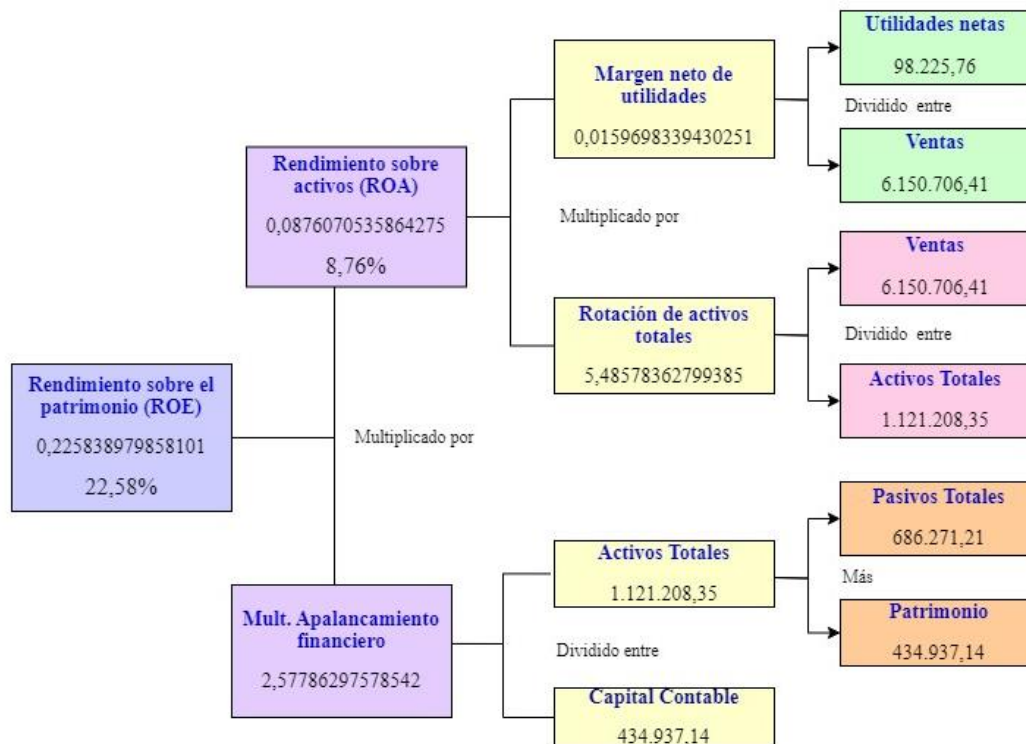 Utilidades netas
98.225,76
Dividido entre
Ventas
6.150.706,41
Margen neto de
utilidades
0,0159698339430251
Rendimiento sobre
activos (ROA)
0,0876070535864275
8,76%
Multiplicado por
Ventas
6.150.706,41
Dividido entre
Activos Totales
1.121.208,35
Rotación de activos
totales
5,48578362799385
Rendimiento sobre el
patrimonio (ROE)
0,225838979858101
22,58%
Multiplicado por
Pasivos Totales
686.271,21
Más
Patrimonio
434.937,14
Activos Totales
1.121.208,35
Mult. Apalancamiento
financiero
2,57786297578542
Dividido entre
Capital Contable
434.937,14